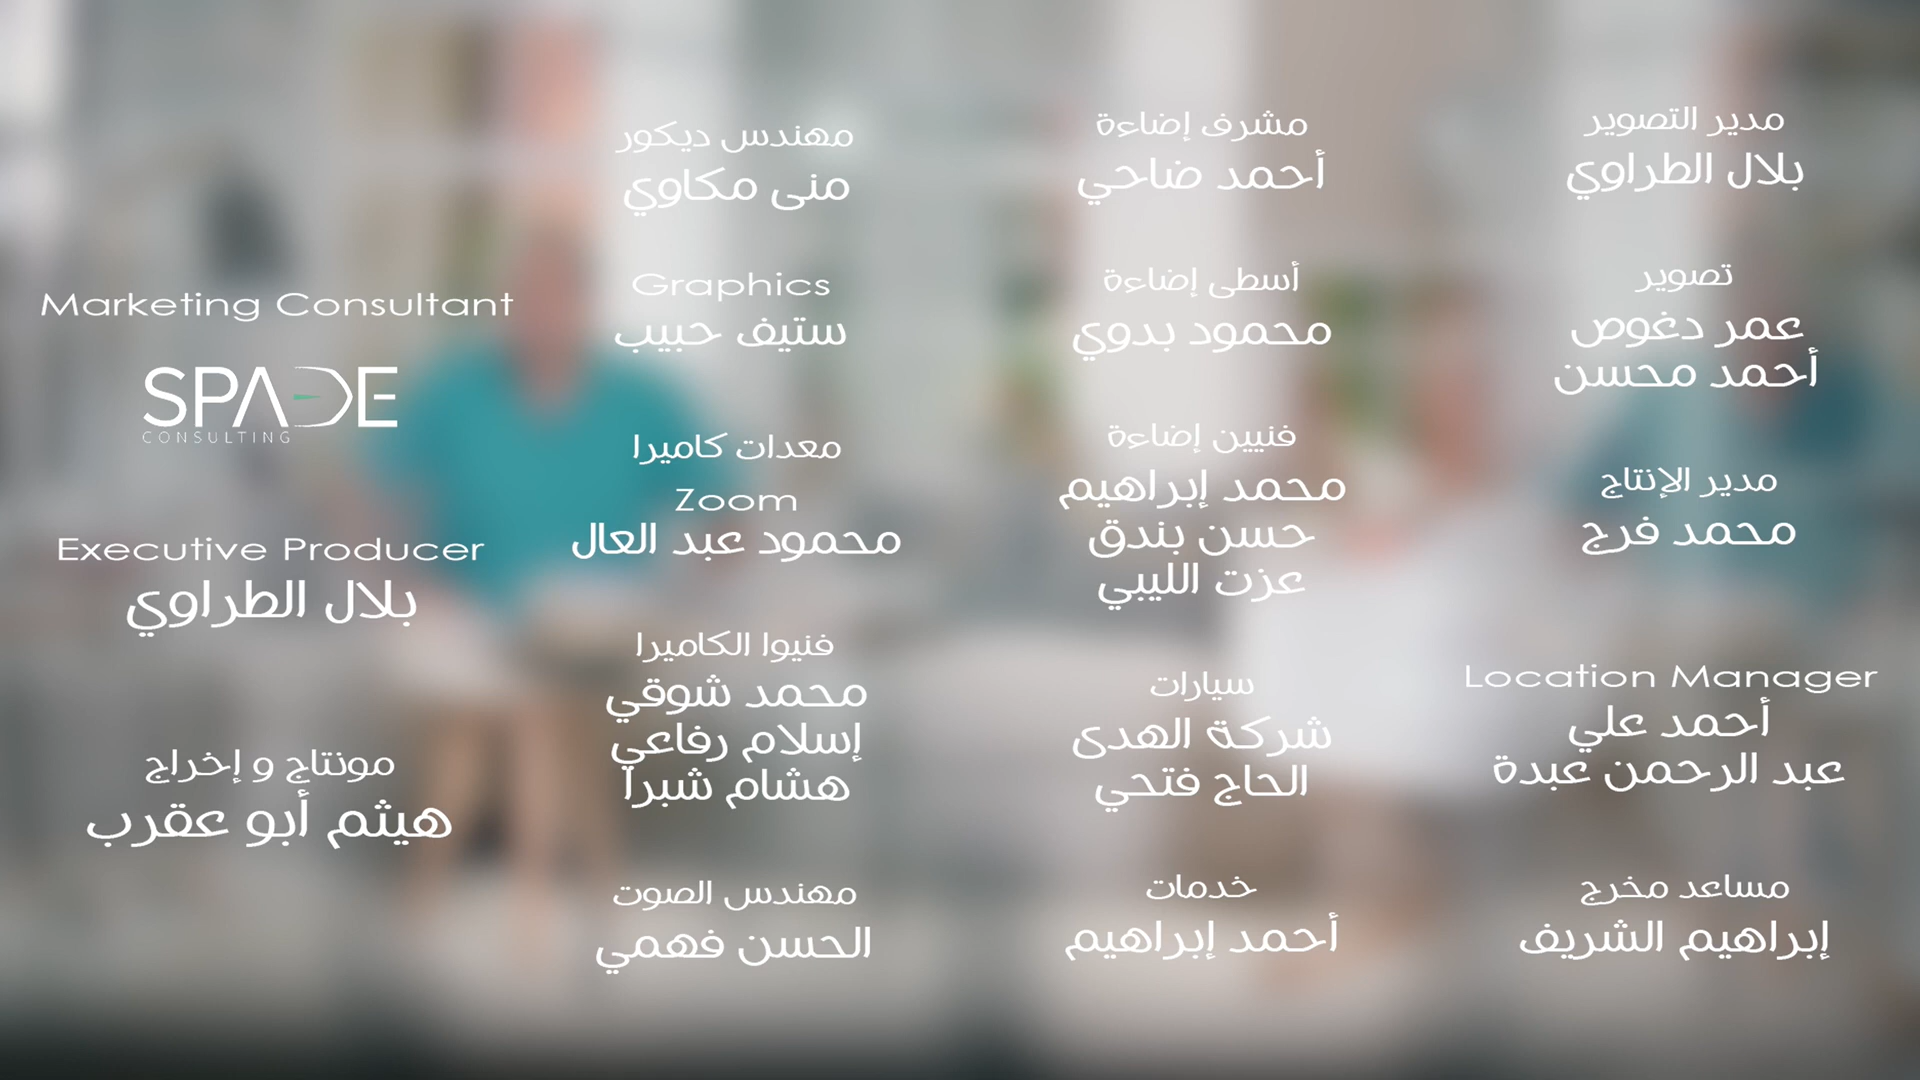 مدير التصوير
بلال الطراوي
تصوير
عمر دغوص
أحمد محسن
مدير الإنتاج
محمد فرج
Location Manager
أحمد علي
عبد الرحمن عبدة
مساعد مخرج
إبراهيم الشريف
مشرف إضاءة
أحمد ضاحي
أسطى إضاءة
محمود بدوي
فنيين إضاءة
محمد إبراهيم
حسن بندق
عزت الليبي
سيارات
شركة الهدى
الحاج فتحي
خدمات
أحمد إبراهيم
مهندس ديكور
منى مكاوي
Graphics
ستيف حبيب
معدات كاميرا
Zoom
محمود عبد العال
فنيوا الكاميرا
محمد شوقي
إسلام رفاعي
هشام شبرا
مهندس الصوت
الحسن فهمي
Marketing Consultant
SPADE
CONSULTING
Executive Producer
بلال الطراوي
مونتاج و إخراج
هيثم أبو عقرب